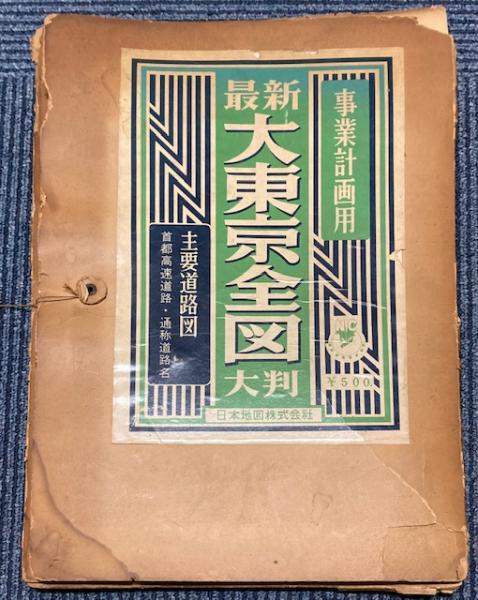 事業計画用
最新
大東京全図
大判
主要道路図
首都高速道路・通称道路名
NTC
¥500
日本地図株式会社